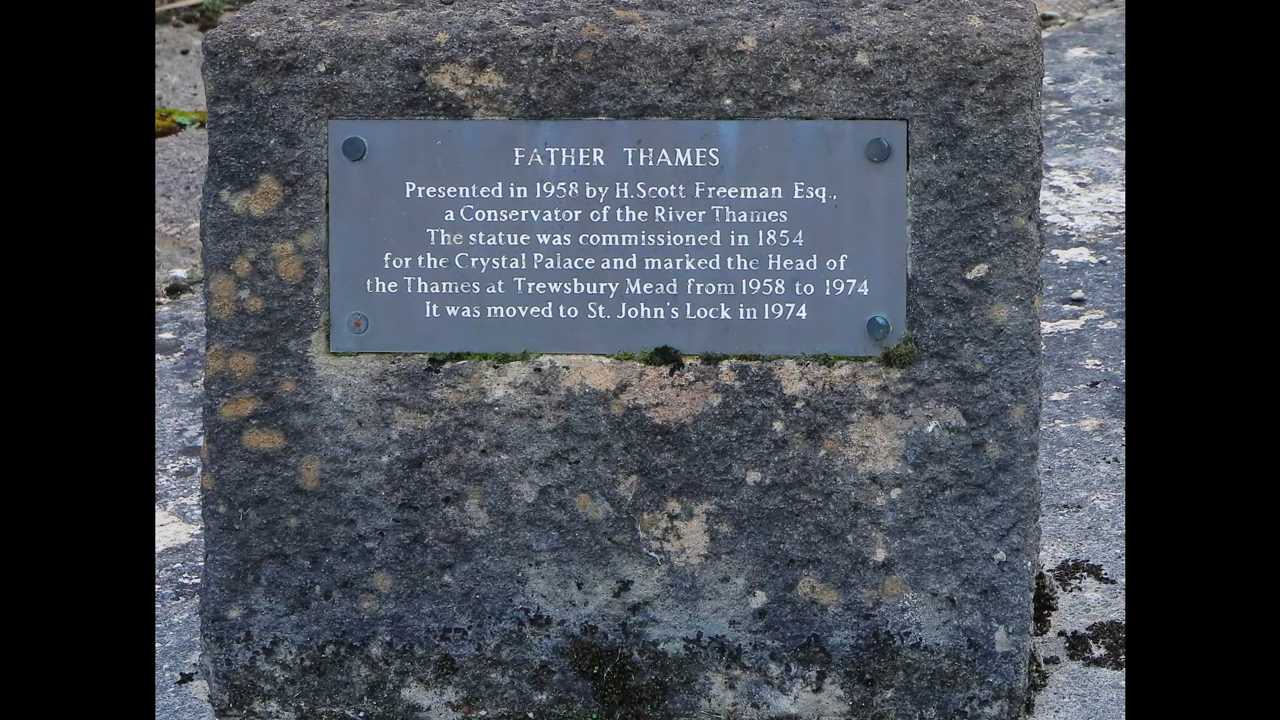 FATHER THAMES
Presented in 1958 by H.Scott Freeman Esq.,
a Conservator of the River Thames
The statue was commissioned in 1854
for the Crystal Palace and marked the Head of
the Thames at Trewsbury Mead from 1958 to 1974
It was moved to St. John's Lock in 1974